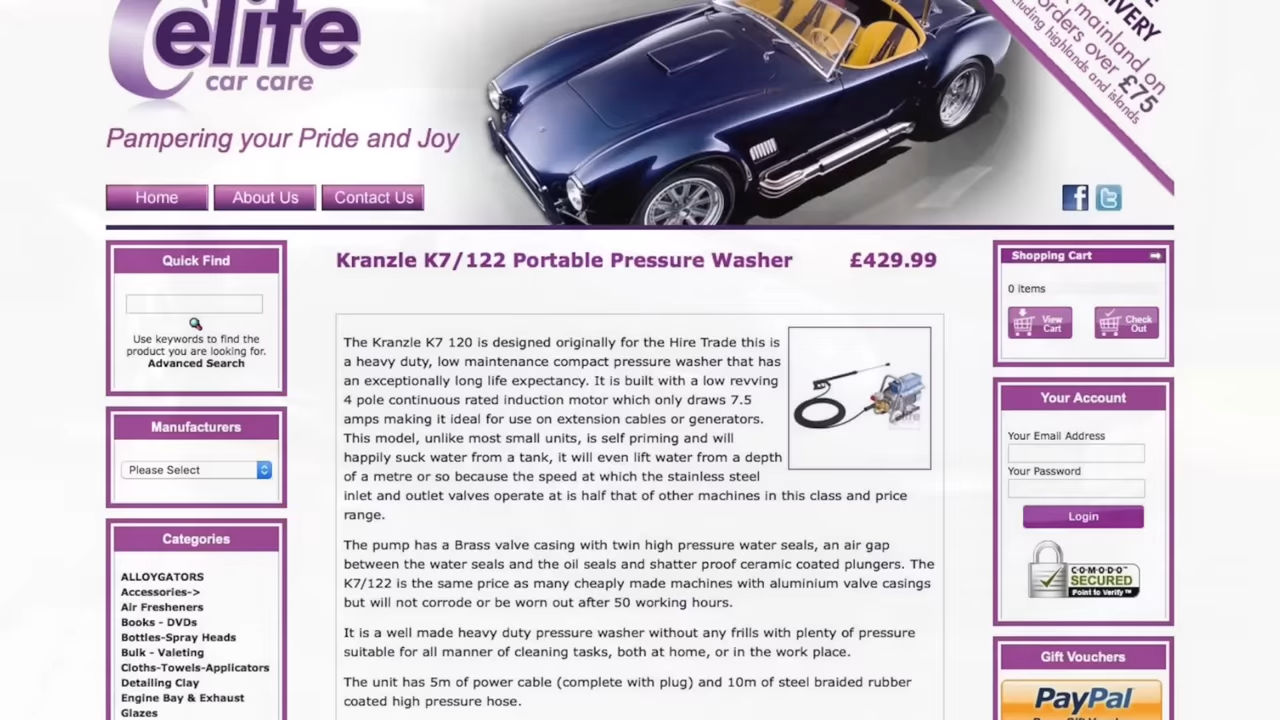 elite
car care
Pampering your Pride and Joy
mainland on
orders over £75
including highlands and islands
Home
About Us
Contact Us
Quick Find
Use keywords to find the
product you are looking for.
Advanced Search
Manufacturers
Please Select
Categories
ALLOYGATORS
Accessories->
Air Fresheners
Books - DVDs
Bottles-Spray Heads
Bulk - Valeting
Cloths-Towels-Applicators
Detailing Clay
Engine Bay & Exhaust
Glazes
Kranzle K7/122 Portable Pressure Washer £429.99
The Kranzle K7 120 is designed originally for the Hire Trade this is
a heavy duty, low maintenance compact pressure washer that has
an exceptionally long life expectancy. It is built with a low revving
4 pole continuous rated induction motor which only draws 7.5
amps making it ideal for use on extension cables or generators.
This model, unlike most small units, is self priming and will
happily suck water from a tank, it will even lift water from a depth
of a metre or so because the speed at which the stainless steel
inlet and outlet valves operate at is half that of other machines in this class and price
range.
The pump has a Brass valve casing with twin high pressure water seals, an air gap
between the water seals and the oil seals and shatter proof ceramic coated plungers. The
K7/122 is the same price as many cheaply made machines with aluminium valve casings
but will not corrode or be worn out after 50 working hours.
It is a well made heavy duty pressure washer without any frills with plenty of pressure
suitable for all manner of cleaning tasks, both at home, or in the work place.
The unit has 5m of power cable (complete with plug) and 10m of steel braided rubber
coated high pressure hose.
Shopping Cart
0 items
View
Cart
Check
Out
Your Account
Your Email Address
Your Password
Login
COMODO™
SECURED
Point to Verify™
Gift Vouchers
PayPal